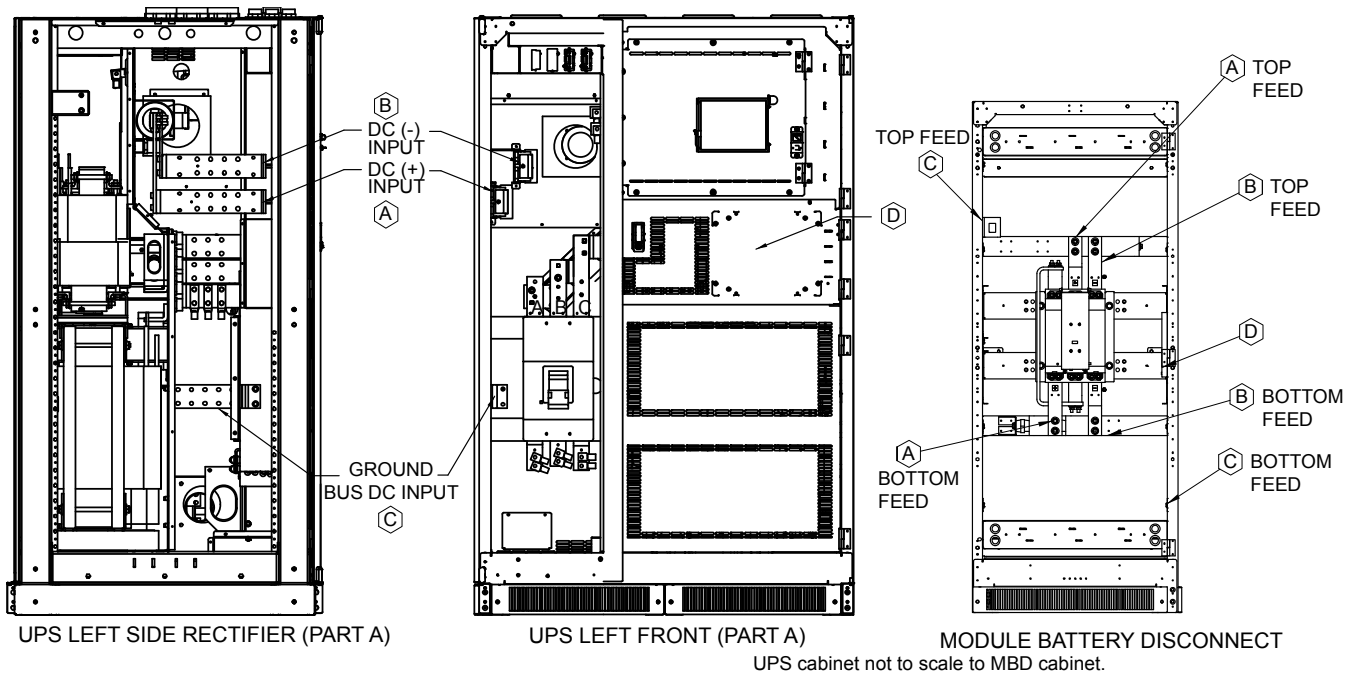 B
DC (-)
INPUT
DC (+)
INPUT
A
GROUND
BUS DC INPUT
C
UPS LEFT SIDE RECTIFIER (PART A)
A B C
D
UPS LEFT FRONT (PART A)
A TOP
FEED
TOP FEED
C
B TOP
FEED
D
B BOTTOM
FEED
A
BOTTOM
FEED
C BOTTOM
FEED
MODULE BATTERY DISCONNECT
UPS cabinet not to scale to MBD cabinet.